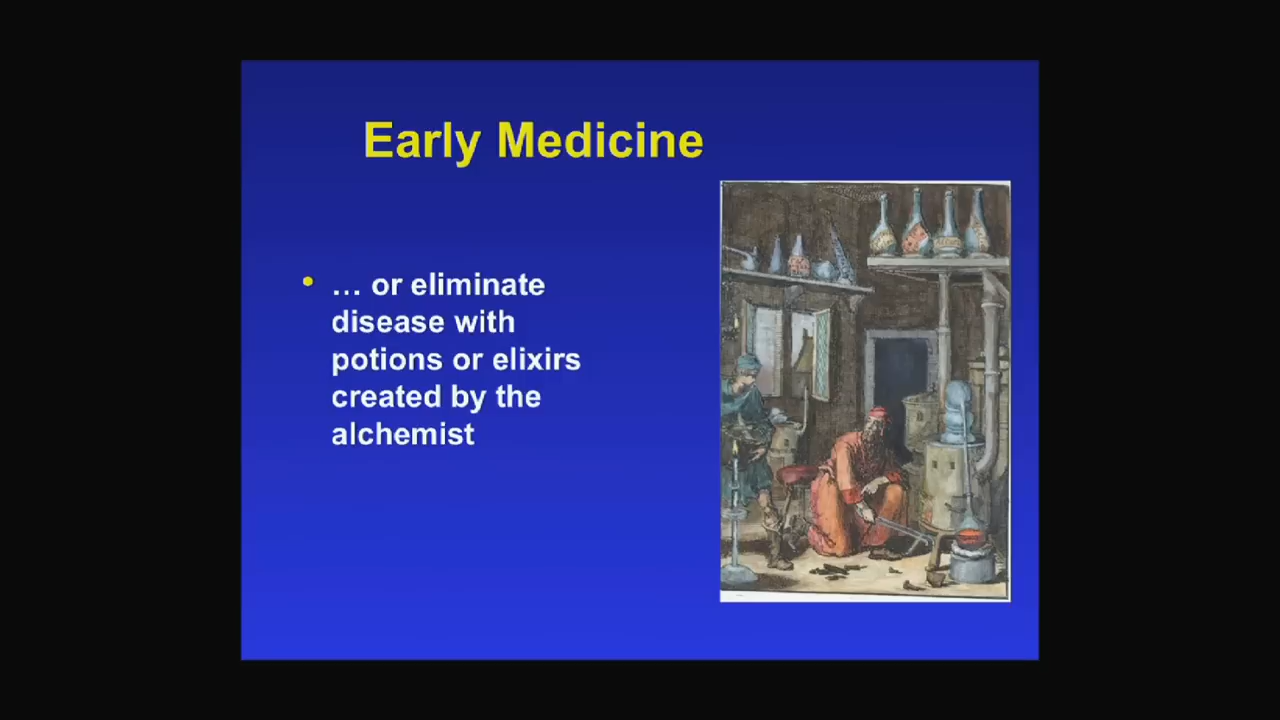 Early Medicine
• … or eliminate
disease with
potions or elixirs
created by the
alchemist